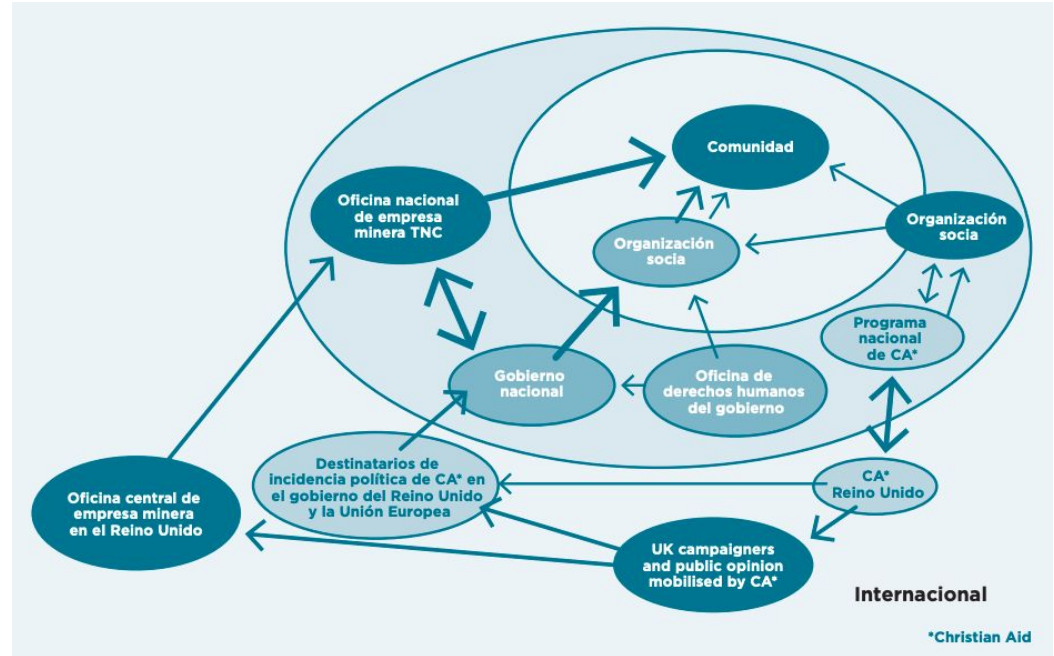 Comunidad
Oficina nacional
de empresa
minera TNC
Organización
socia
Organización
socia
Programa
nacional
de CA*
Gobierno
nacional
Oficina de
derechos humanos
del gobierno
Destinatarios de
incidencia política de CA* en
el gobierno del Reino Unido
y la Unión Europea
CA*
Reino Unido
Oficina central de
empresa minera
en el Reino Unido
UK campaigners
and public opinion
mobilised by CA*
Internacional
*Christian Aid